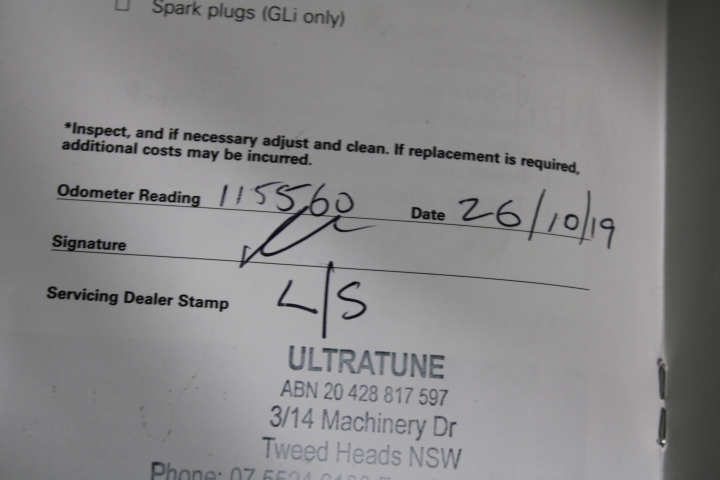 Spark plugs (GLi only)
*Inspect, and if necessary adjust and clean. If replacement is required,
additional costs may be incurred.
Odometer Reading 115560 Date 26/10/19
Signature
Servicing Dealer Stamp L/S
ULTRATUNE
ABN 20 428 817 597
3/14 Machinery Dr
Tweed Heads NSW
Phone: 07